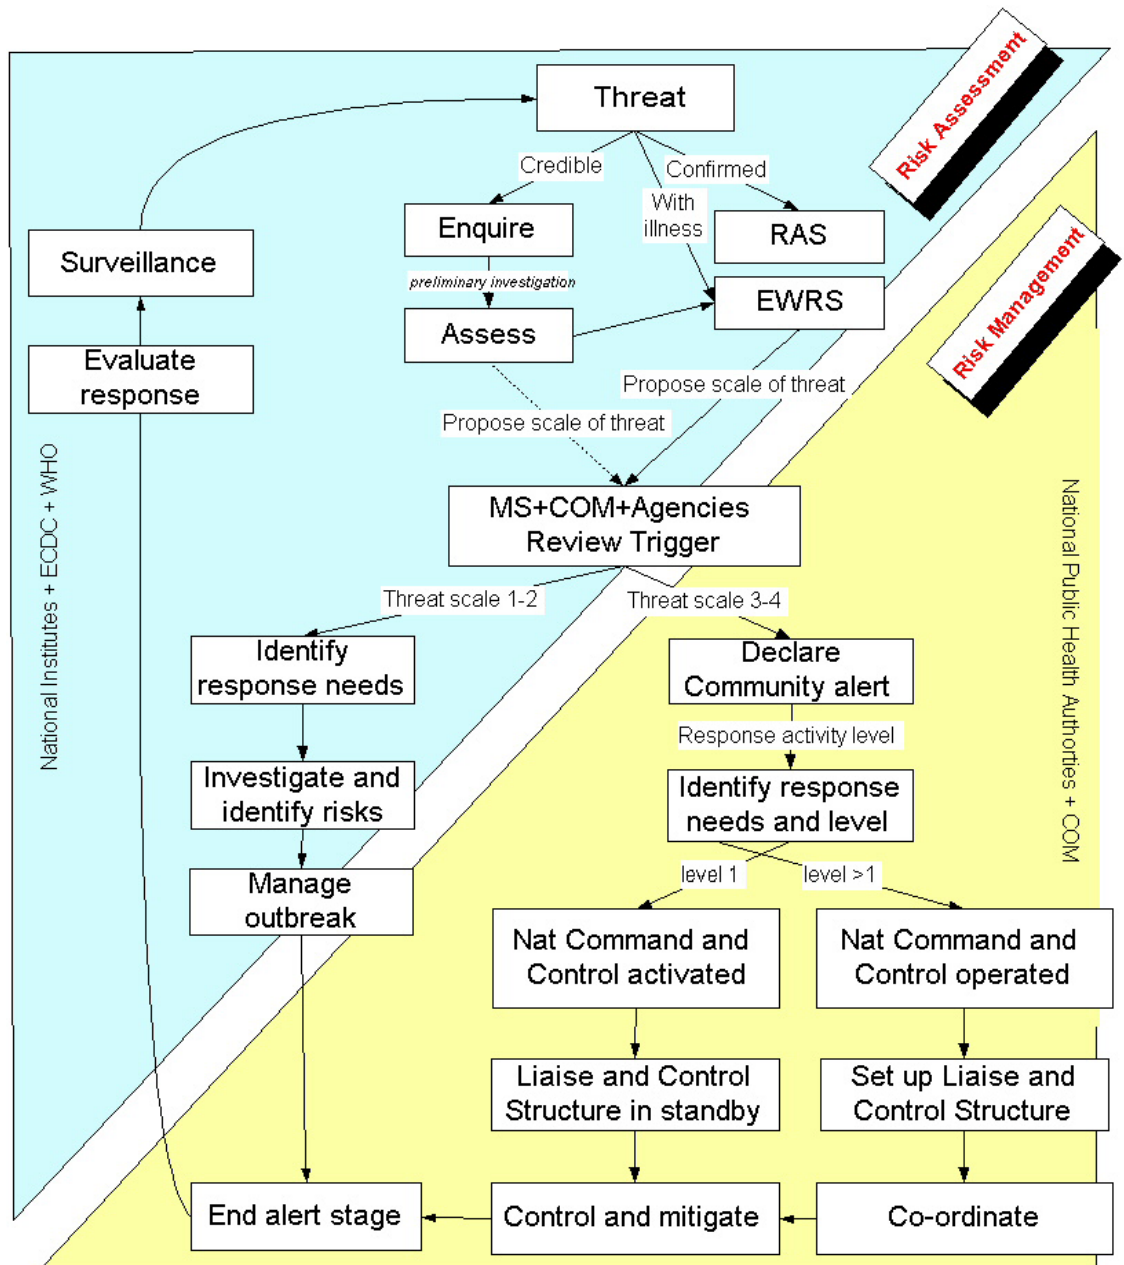 Risk Assessment
Threat
Credible
Confirmed
With
illness
Enquire
RAS
Surveillance
preliminary investigation
EWRS
Risk Management
Assess
Evaluate
response
Propose scale of threat
Propose scale of threat
National Institutes + ECDC + WHO
MS+COM+Agencies
Review Trigger
National Public Health Authorties + COM
Threat scale 1-2
Threat scale 3-4
Identify
response needs
Declare
Community alert
Response activity level
Investigate and
identify risks
Identify response
needs and level
level 1
level >1
Manage
outbreak
Nat Command and
Control activated
Nat Command and
Control operated
Liaise and Control
Structure in standby
Set up Liaise and
Control Structure
End alert stage
Control and mitigate
Co-ordinate